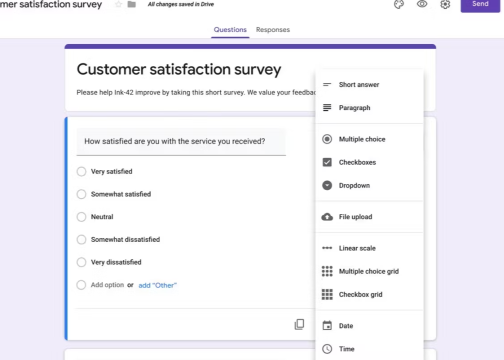 mer satisfaction survey
All changes saved in Drive
Send
Questions
Responses
Customer satisfaction survey
Please help Ink-42 improve by taking this short survey. We value your
How satisfied are you with the service you received?
Very satisfied
Somewhat satisfied
Neutral
Somewhat dissatisfied
Very dissatisfied
Add option or add "Other"
Short answer
Paragraph
Multiple choice
Checkboxes
Dropdown
File upload
Linear scale
Multiple choice grid
Checkbox grid
Date
Time